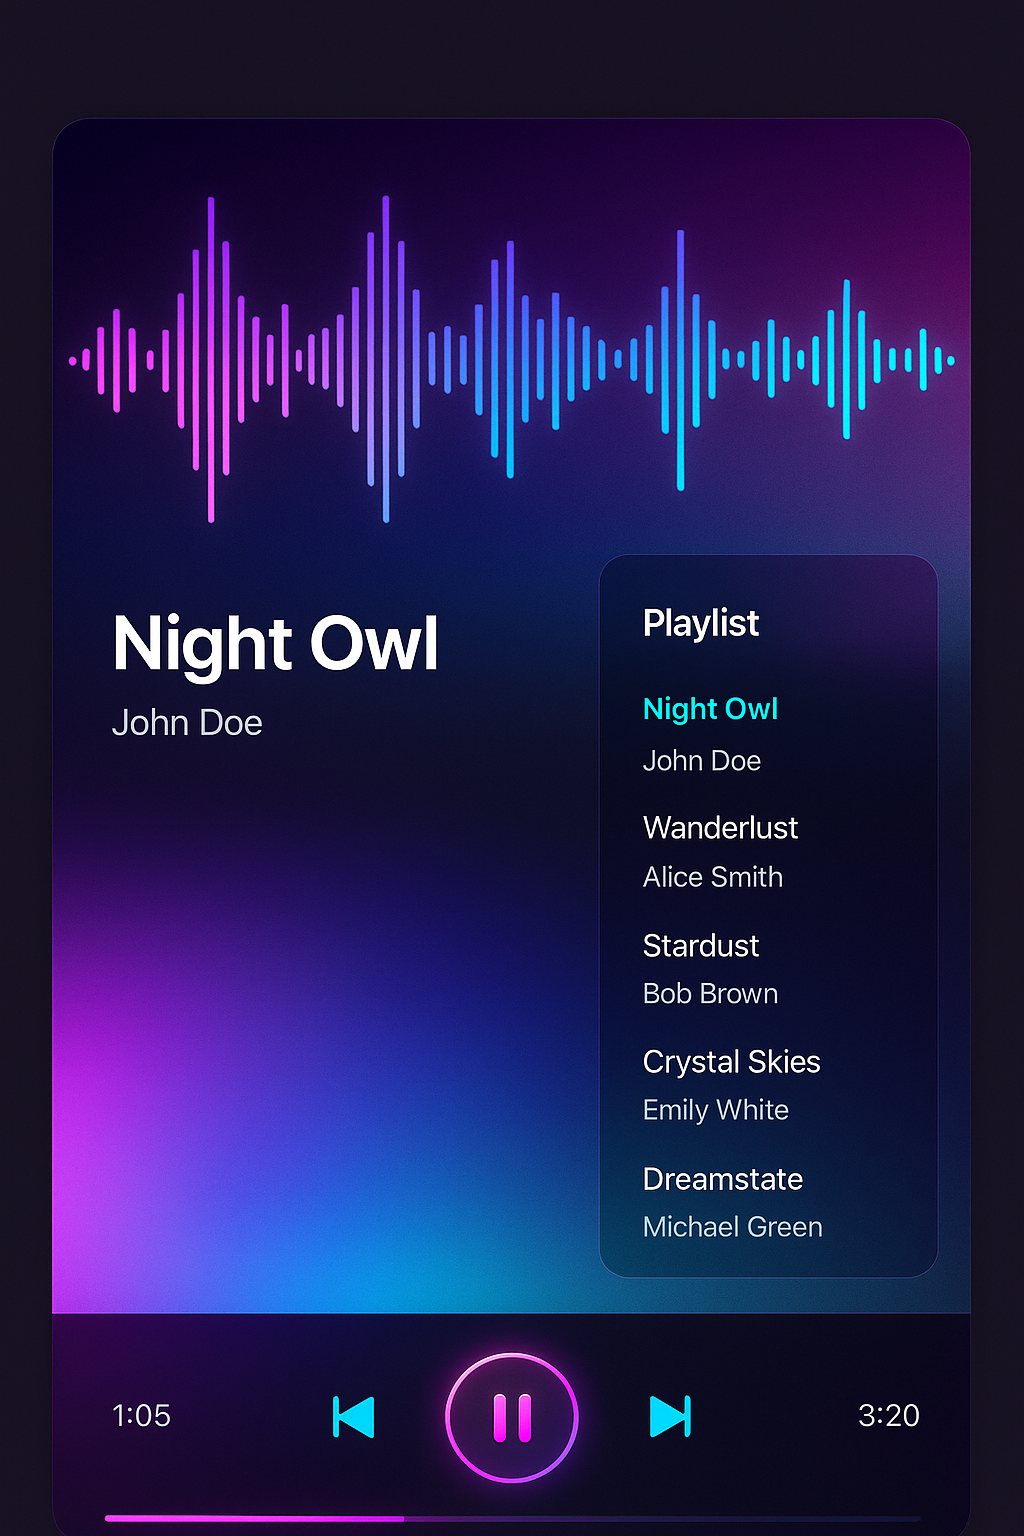 Night Owl
John Doe
Playlist
Night Owl
John Doe
Wanderlust
Alice Smith
Stardust
Bob Brown
Crystal Skies
Emily White
Dreamstate
Michael Green
1:05
3:20